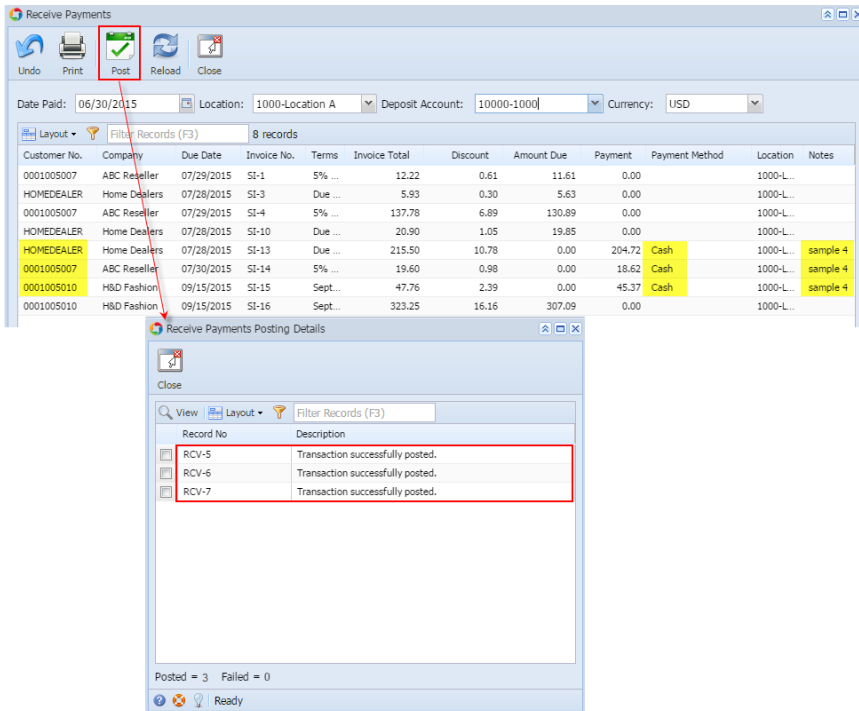 Receive Payments
Undo Print Post Reload Close
Date Paid: 06/30/2015 Location: 1000-Location A Deposit Account: 10000-1000 Currency: USD
Layout Filter Records (F3) 8 records
Customer No. Company Due Date Invoice No. Terms Invoice Total Discount Amount Due Payment Payment Method Location Notes
0001005007 ABC Reseller 07/29/2015 SI-1 5% ... 12.22 0.61 11.61 0.00 1000-L...
HOMEDEALER Home Dealers 07/28/2015 SI-3 Due ... 5.93 0.30 5.63 0.00 1000-L...
0001005007 ABC Reseller 07/29/2015 SI-4 5% ... 137.78 6.89 130.89 0.00 1000-L...
HOMEDEALER Home Dealers 07/28/2015 SI-10 Due ... 20.90 1.05 19.85 0.00 1000-L...
HOMEDEALER Home Dealers 07/28/2015 SI-13 Due ... 215.50 10.78 0.00 204.72 Cash 1000-L... sample 4
0001005007 ABC Reseller 07/30/2015 SI-14 5% ... 19.60 0.98 0.00 18.62 Cash 1000-L... sample 4
0001005010 H&D Fashion 09/15/2015 SI-15 Sept... 47.76 2.39 0.00 45.37 Cash 1000-L... sample 4
0001005010 H&D Fashion 09/15/2015 SI-16 Sept... 323.25 16.16 307.09 0.00 1000-L...
Receive Payments Posting Details
Close
View Layout Filter Records (F3)
Record No Description
RCV-5 Transaction successfully posted.
RCV-6 Transaction successfully posted.
RCV-7 Transaction successfully posted.
Posted = 3 Failed = 0
Ready